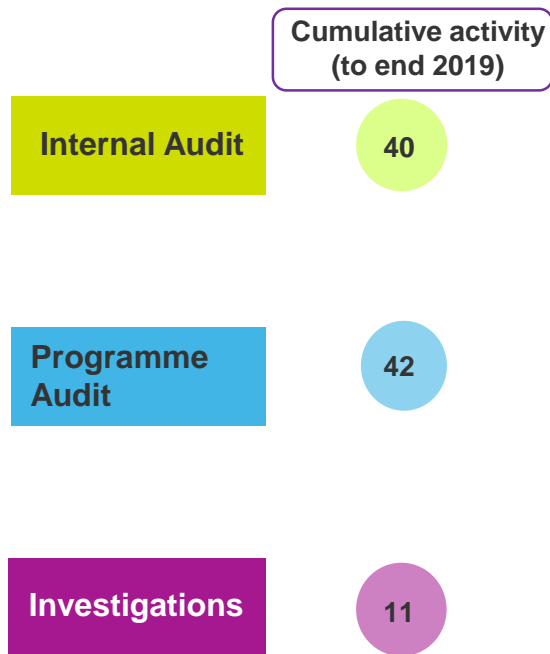 Cumulative activity
(to end 2019)
Internal Audit
40
Programme
Audit
42
Investigations
11